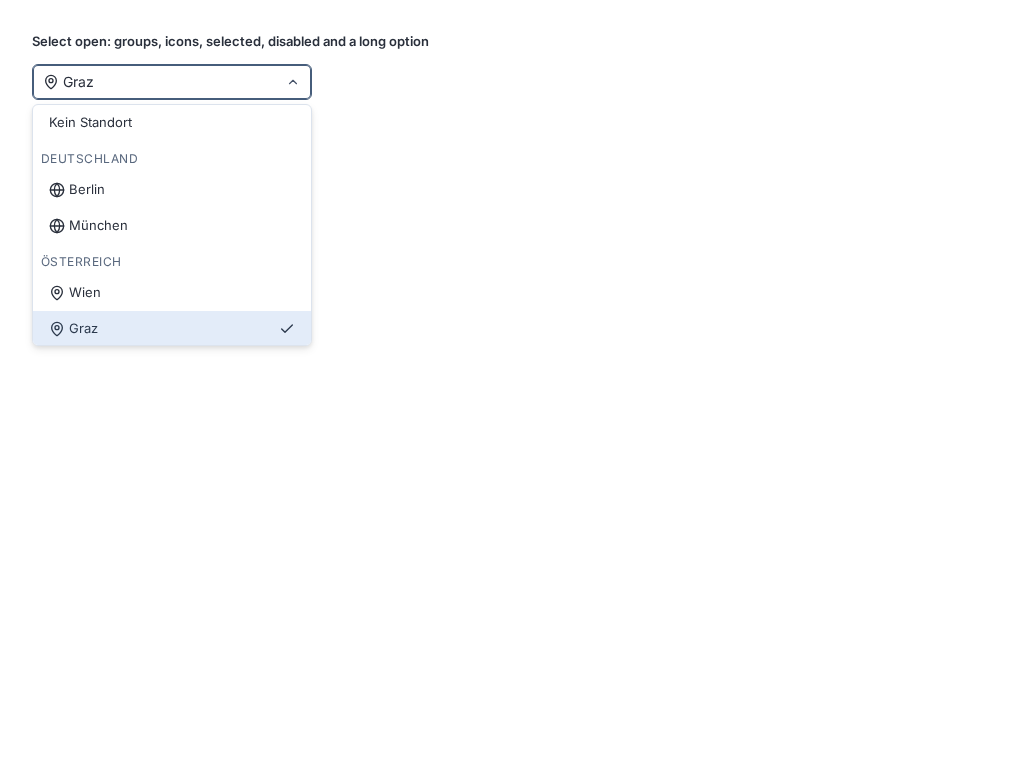 Select open: groups, icons, selected, disabled and a long option
Graz
Kein Standort
DEUTSCHLAND
Berlin
München
ÖSTERREICH
Wien
Graz